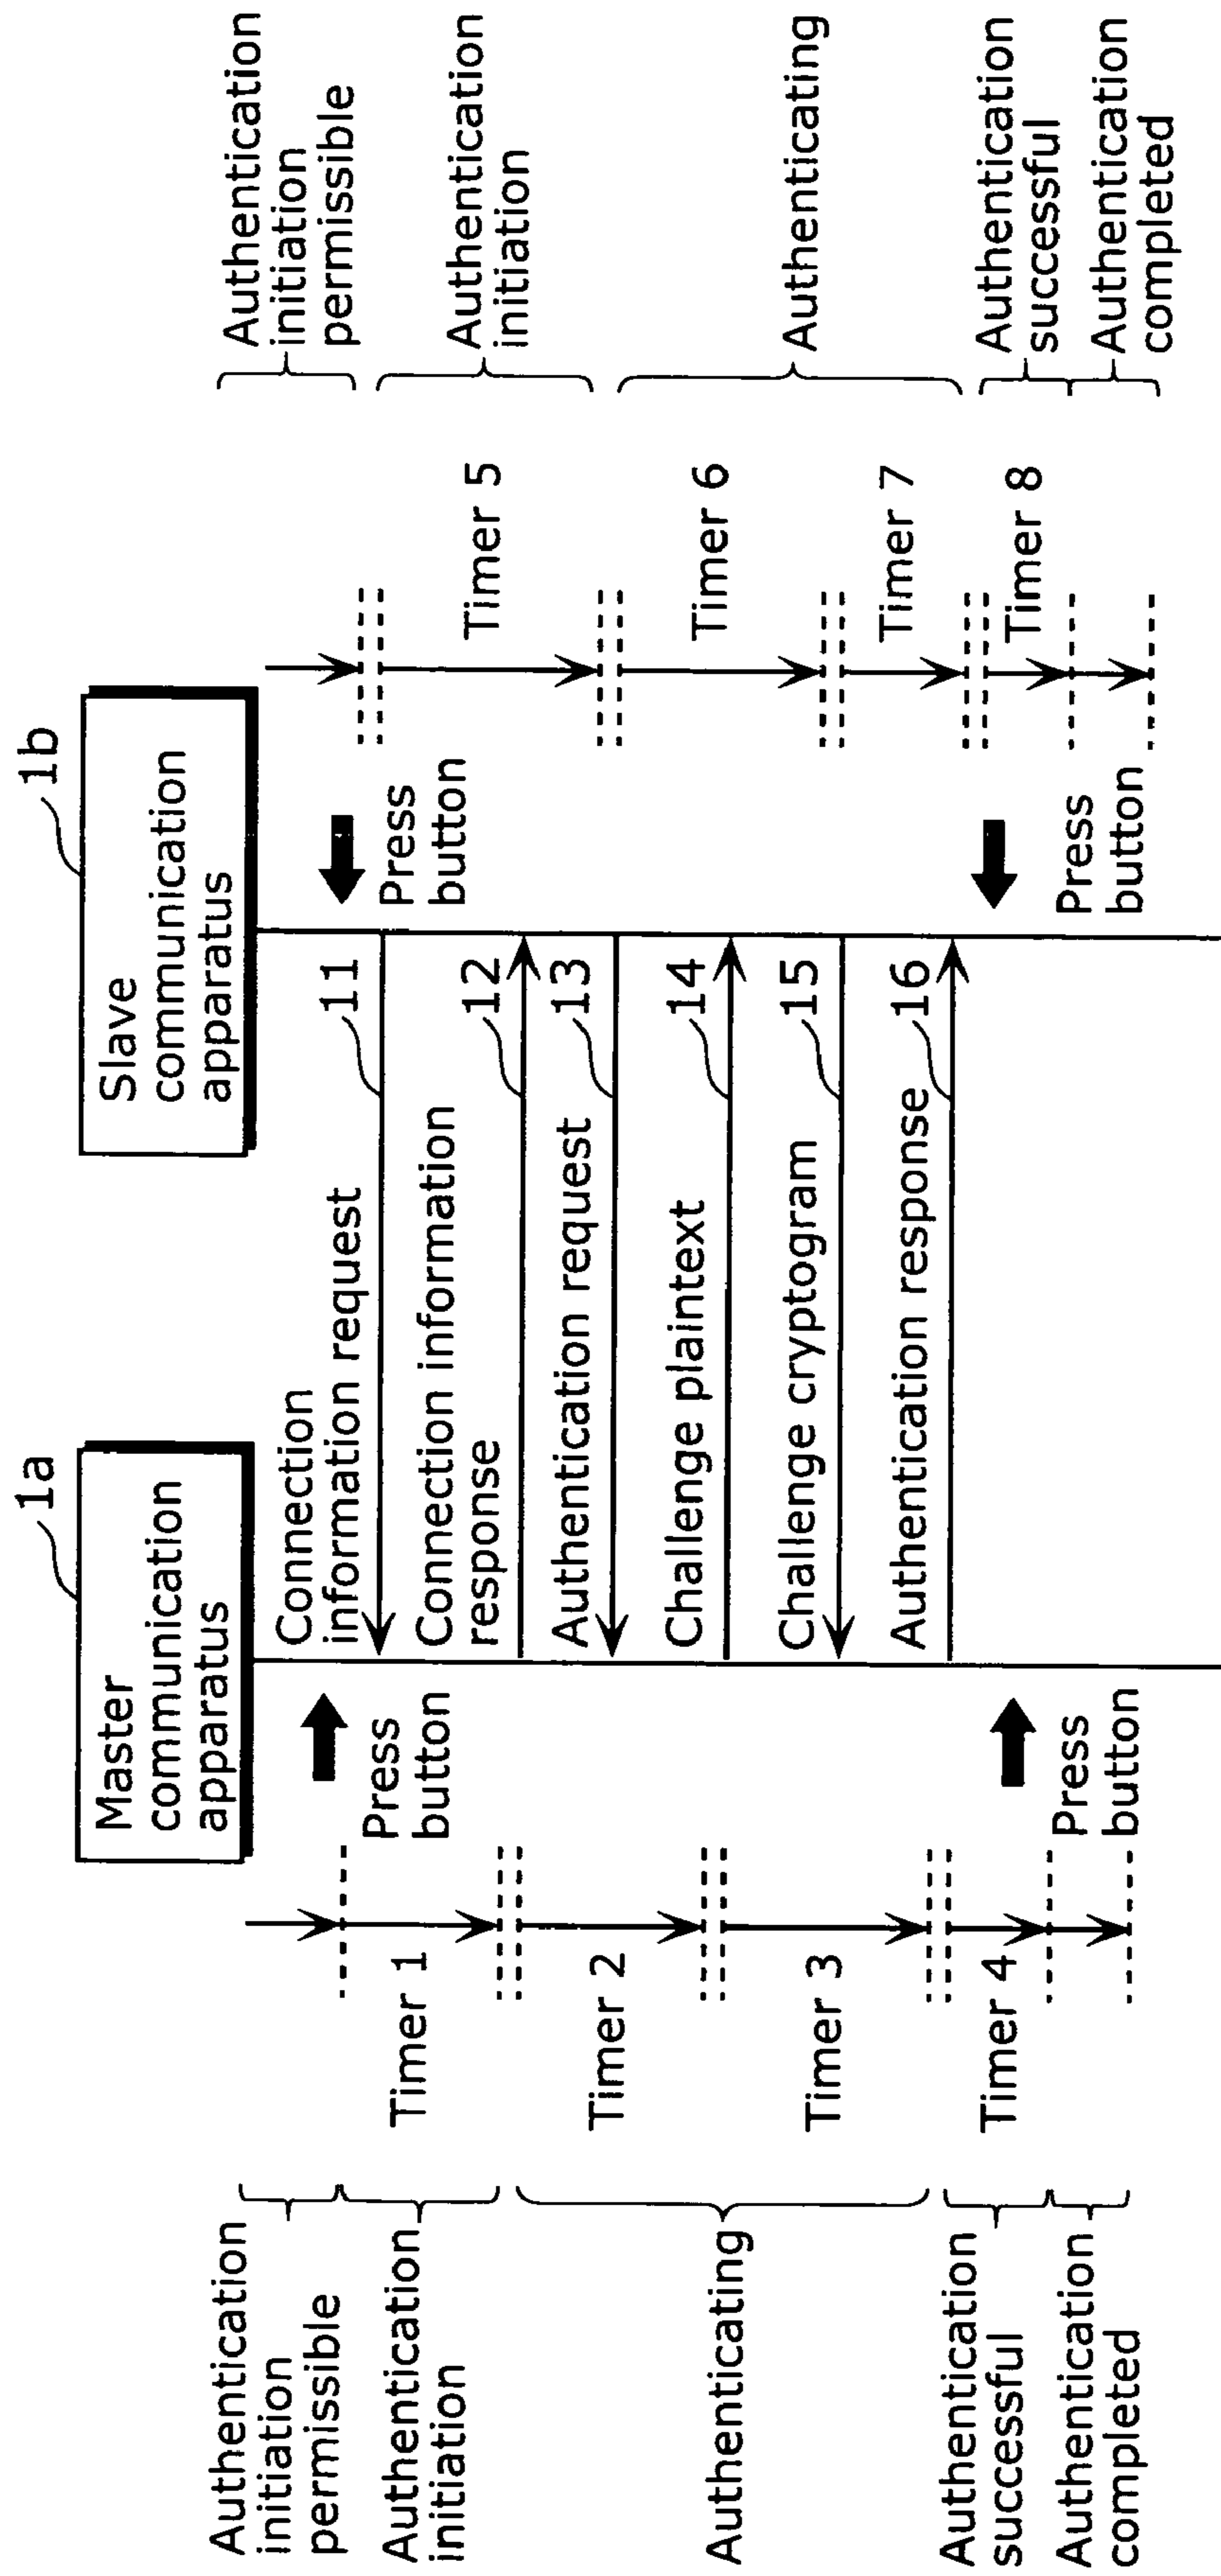 1a
Master
communication
apparatus
1b
Slave
communication
apparatus
Authentication
initiation
permissible
Authentication
initiation
Authenticating
Authentication
successful
Authentication
completed
Timer 1
Timer 2
Timer 3
Timer 4
Press
button
Press
button
Connection
information request
11
Connection information
response
12
Authentication request
13
Challenge plaintext
14
Challenge cryptogram
15
Authentication response
16
Press
button
Press
button
Timer 5
Timer 6
Timer 7
Timer 8
Authentication
initiation
permissible
Authentication
initiation
Authenticating
Authentication
successful
Authentication
completed